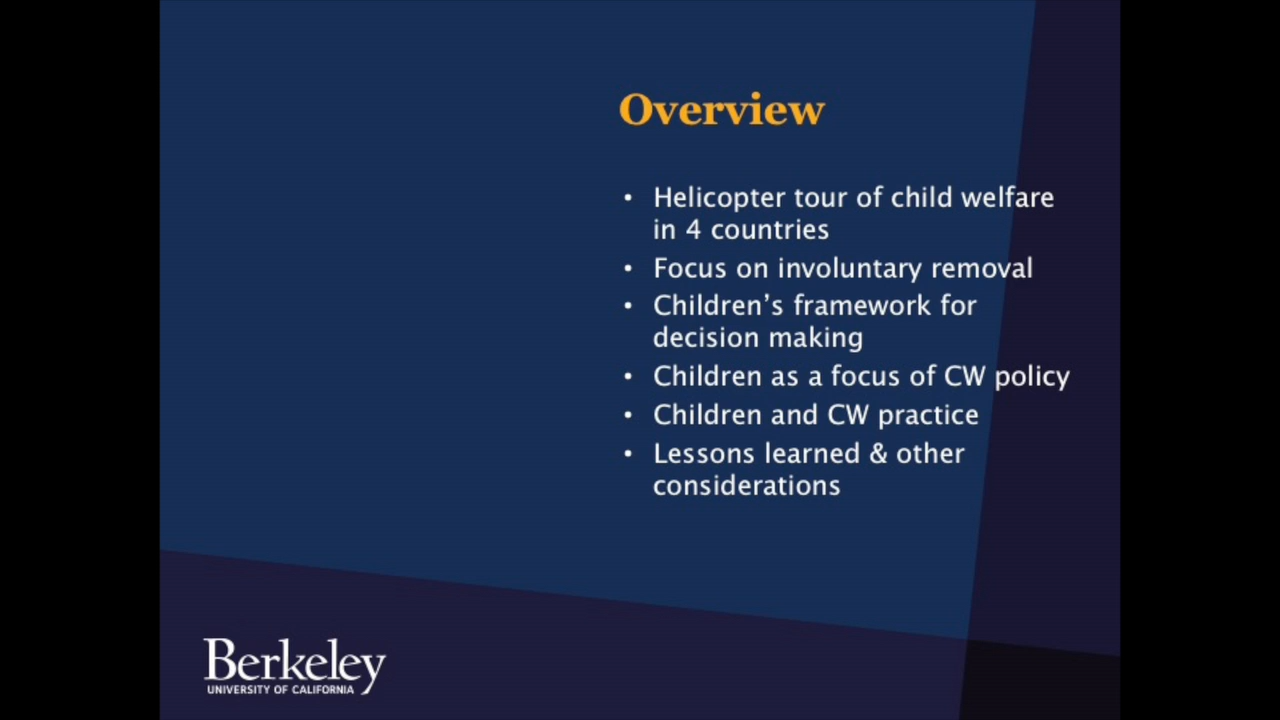 Overview
• Helicopter tour of child welfare
in 4 countries
• Focus on involuntary removal
• Children’s framework for
decision making
• Children as a focus of CW policy
• Children and CW practice
• Lessons learned & other
considerations
Berkeley
UNIVERSITY OF CALIFORNIA